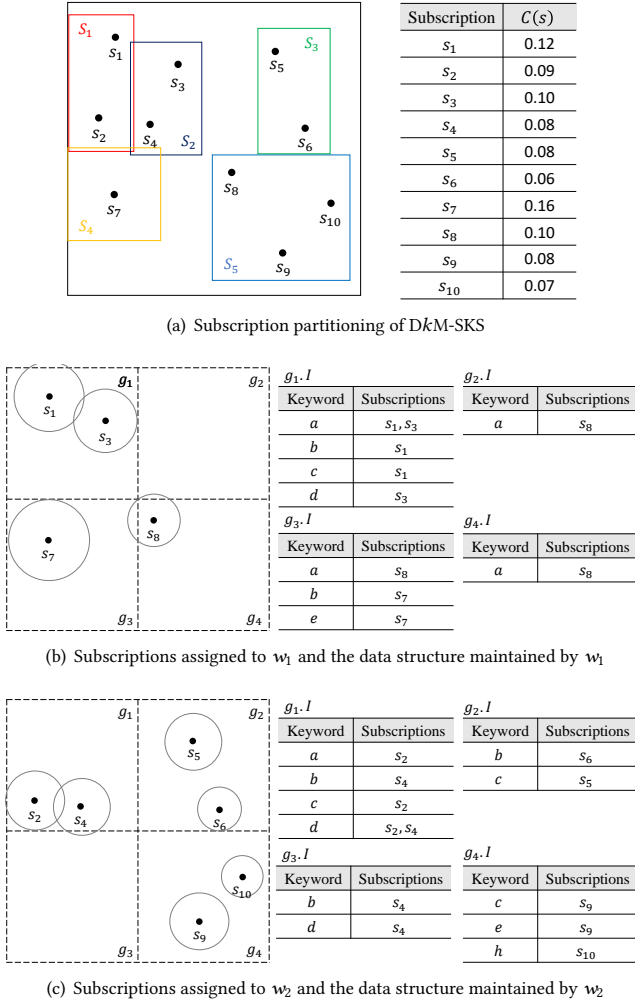 S₁
s₁
s₂
S₂
s₃
s₄
S₃
s₅
s₆
S₄
s₇
S₅
s₈
s₁₀
s₉
Subscription C(s)
s₁ 0.12
s₂ 0.09
s₃ 0.10
s₄ 0.08
s₅ 0.08
s₆ 0.06
s₇ 0.16
s₈ 0.10
s₉ 0.08
s₁₀ 0.07
(a) Subscription partitioning of DkM-SKS
g₁ g₂
s₁
s₃
s₈
s₇
g₃ g₄
g₁.I
Keyword Subscriptions
a s₁, s₃
b s₁
c s₁
d s₃
g₂.I
Keyword Subscriptions
a s₈
g₃.I
Keyword Subscriptions
a s₈
b s₇
e s₇
g₄.I
Keyword Subscriptions
a s₈
(b) Subscriptions assigned to w₁ and the data structure maintained by w₁
g₁ g₂
s₅
s₂ s₄ s₆
s₁₀
s₉
g₃ g₄
g₁.I
Keyword Subscriptions
a s₂
b s₄
c s₂
d s₂, s₄
g₂.I
Keyword Subscriptions
b s₆
c s₅
g₃.I
Keyword Subscriptions
b s₄
d s₄
g₄.I
Keyword Subscriptions
c s₉
e s₉
h s₁₀
(c) Subscriptions assigned to w₂ and the data structure maintained by w₂